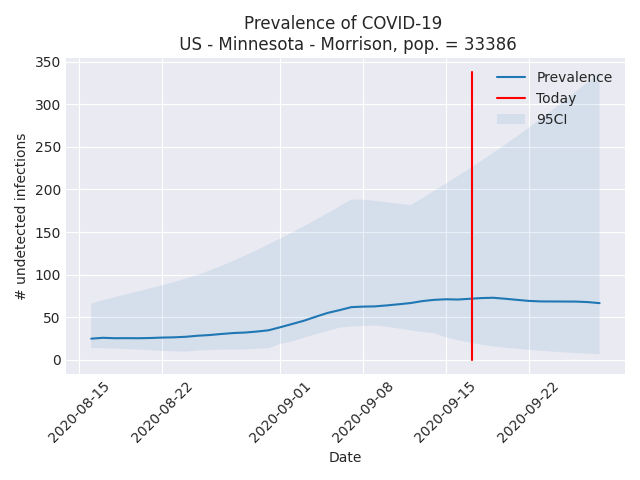 Prevalence of COVID-19
US - Minnesota - Morrison, pop. = 33386
Prevalence
Today
95CI
# undetected infections
350
300
250
200
150
100
50
0
2020-08-15
2020-08-22
2020-09-01
2020-09-08
2020-09-15
2020-09-22
Date